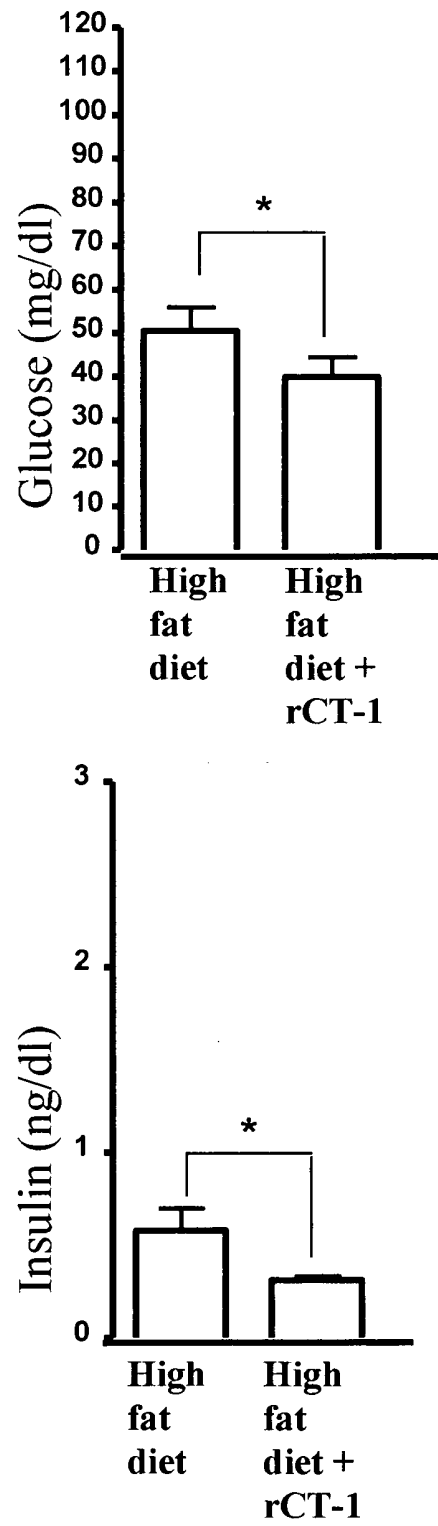 120
110
100
90
80
70
60
50
40
30
20
10
0
Glucose (mg/dl)
*
High
fat
diet
High
fat
diet +
rCT-1
3
2
1
0
Insulin (ng/dl)
*
High
fat
diet
High
fat
diet +
rCT-1